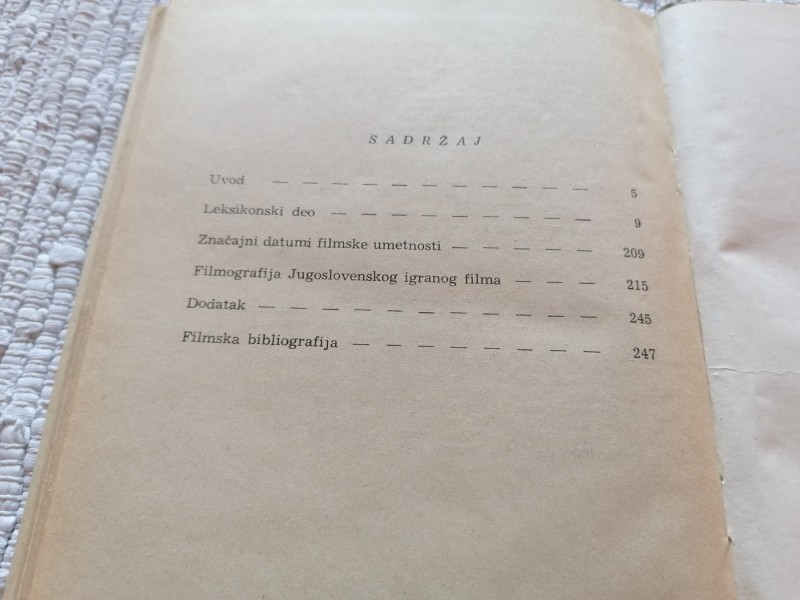 SADRŽAJ
Uvod — — — — — — — — — — — 5
Leksikonski deo — — — — — — — — — 9
Značajni datumi filmske umetnosti — — — — — 209
Filmografija Jugoslovenskog igranog filma — — — 215
Dodatak — — — — — — — — — — — 245
Filmska bibliografija — — — — — — — — 247